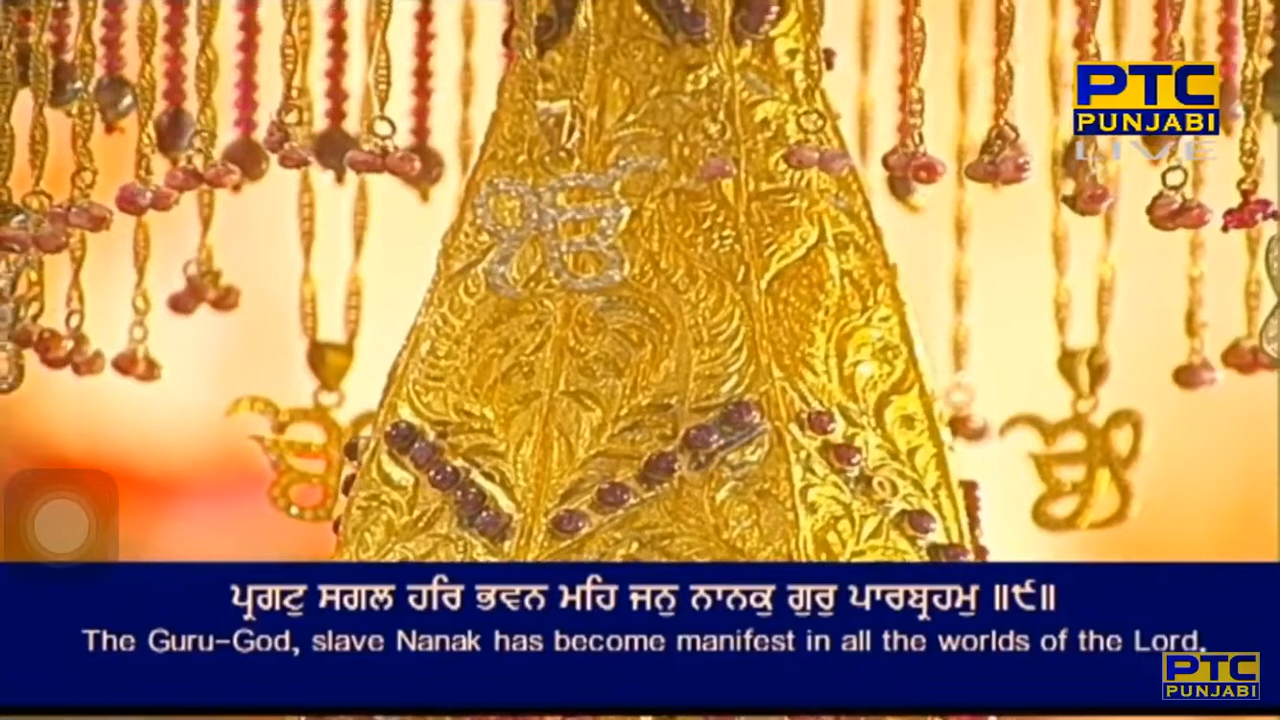 PTC
PUNJABI
LIVE
ੴ
ਪ੍ਰਗਟੁ ਸਗਲ ਹਰਿ ਭਵਨ ਮਹਿ ਜਨੁ ਨਾਨਕੁ ਗੁਰੁ ਪਾਰਬ੍ਰਹਮੁ ॥੯॥
The Guru-God, slave Nanak has become manifest in all the worlds of the Lord.
PTC
PUNJABI